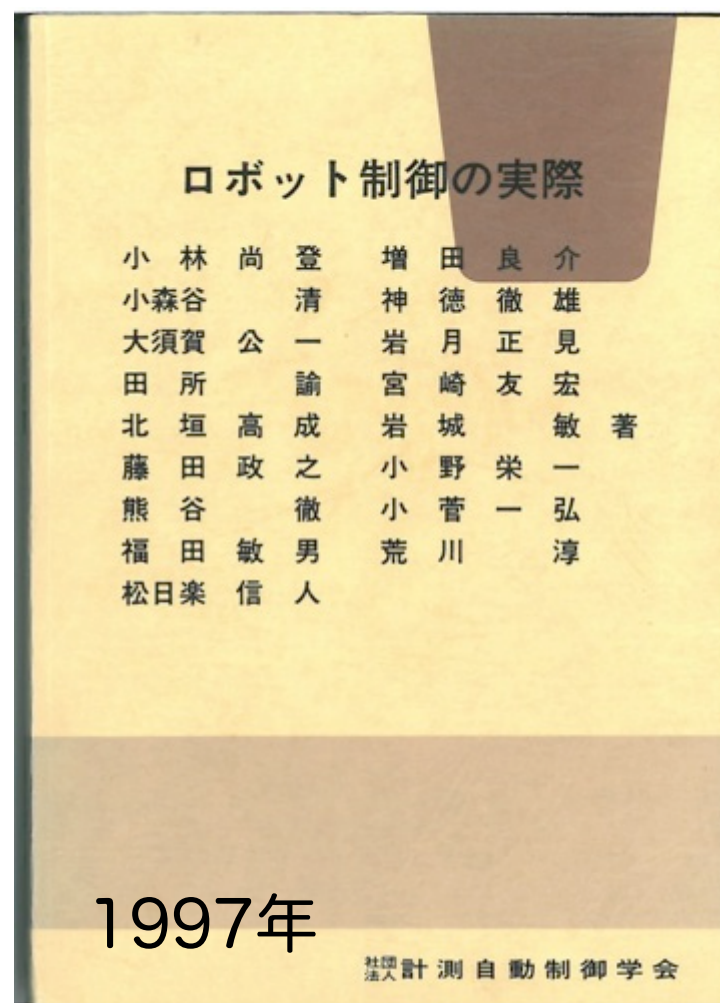 ロボット制御の実際
小林尚登 増田良介
小森谷清 神徳徹雄
大須賀公一 岩月正見
田所諭 宮崎友宏
北垣高成 岩城敏 著
藤田政之 小野栄一
熊谷徹 小菅一弘
福田敏男 荒川淳
松日楽信人
1997年
社団法人 計測自動制御学会